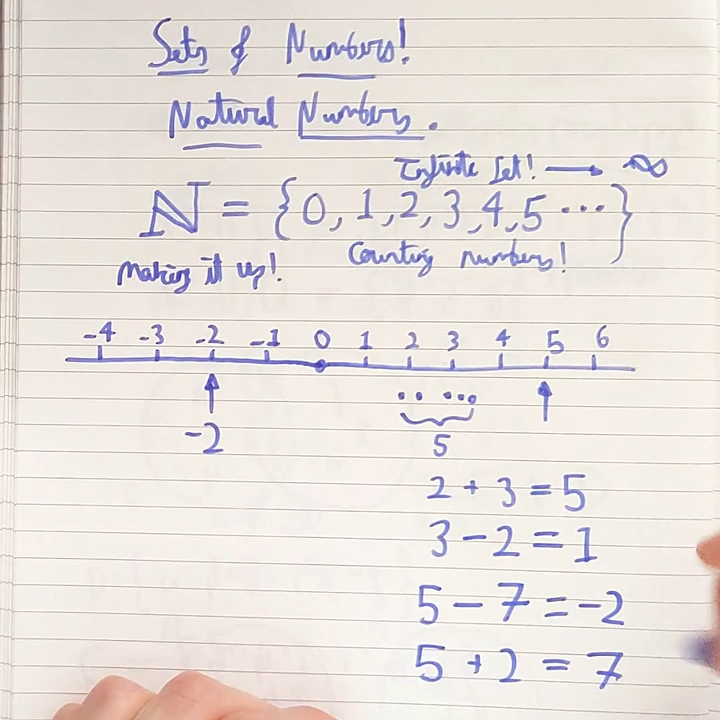 Sets of Numbers!
Natural Numbers.
Infinite Set! → ∞
ℕ = {0, 1, 2, 3, 4, 5 ··· }
Making it up! Counting numbers!
-4 -3 -2 -1 0 1 2 3 4 5 6
-2 5
2 + 3 = 5
3 - 2 = 1
5 - 7 = -2
5 + 2 = 7